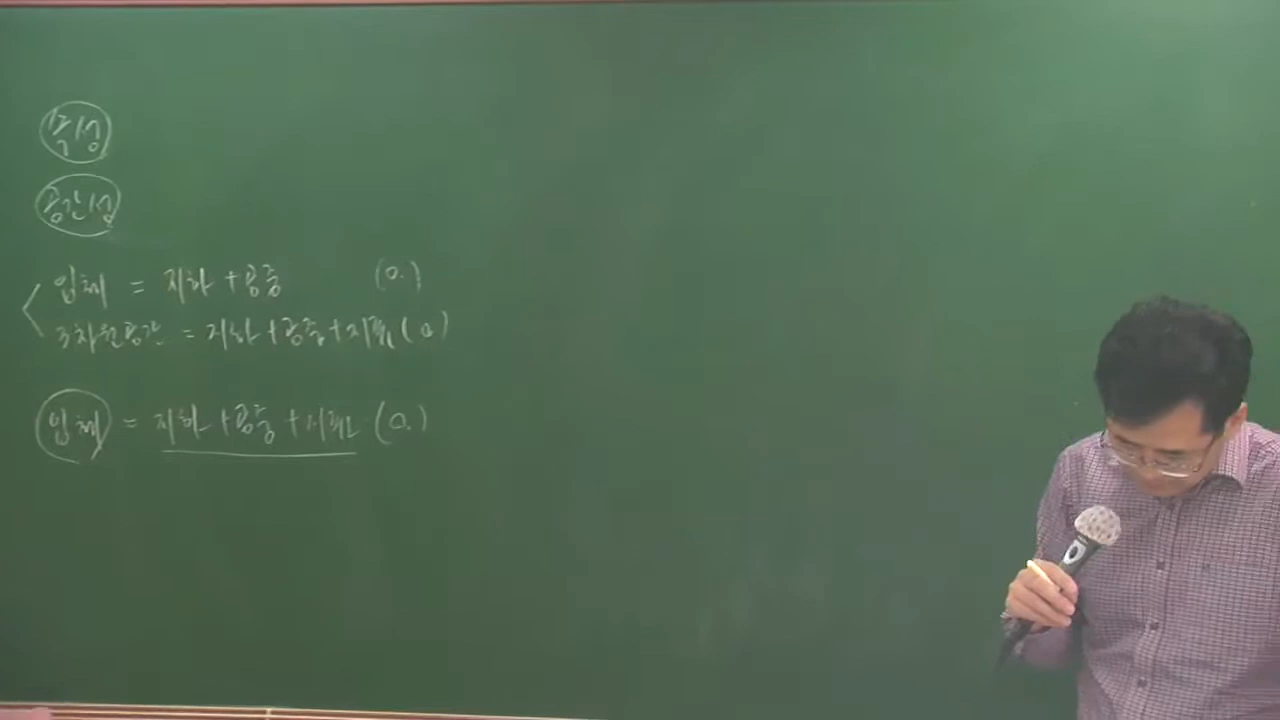 특성
공간성
입체 = 지하+공중 (O.)
3차원공간 = 지하+공중+지표 (O)
입체 = 지하+공중+지표 (O.)